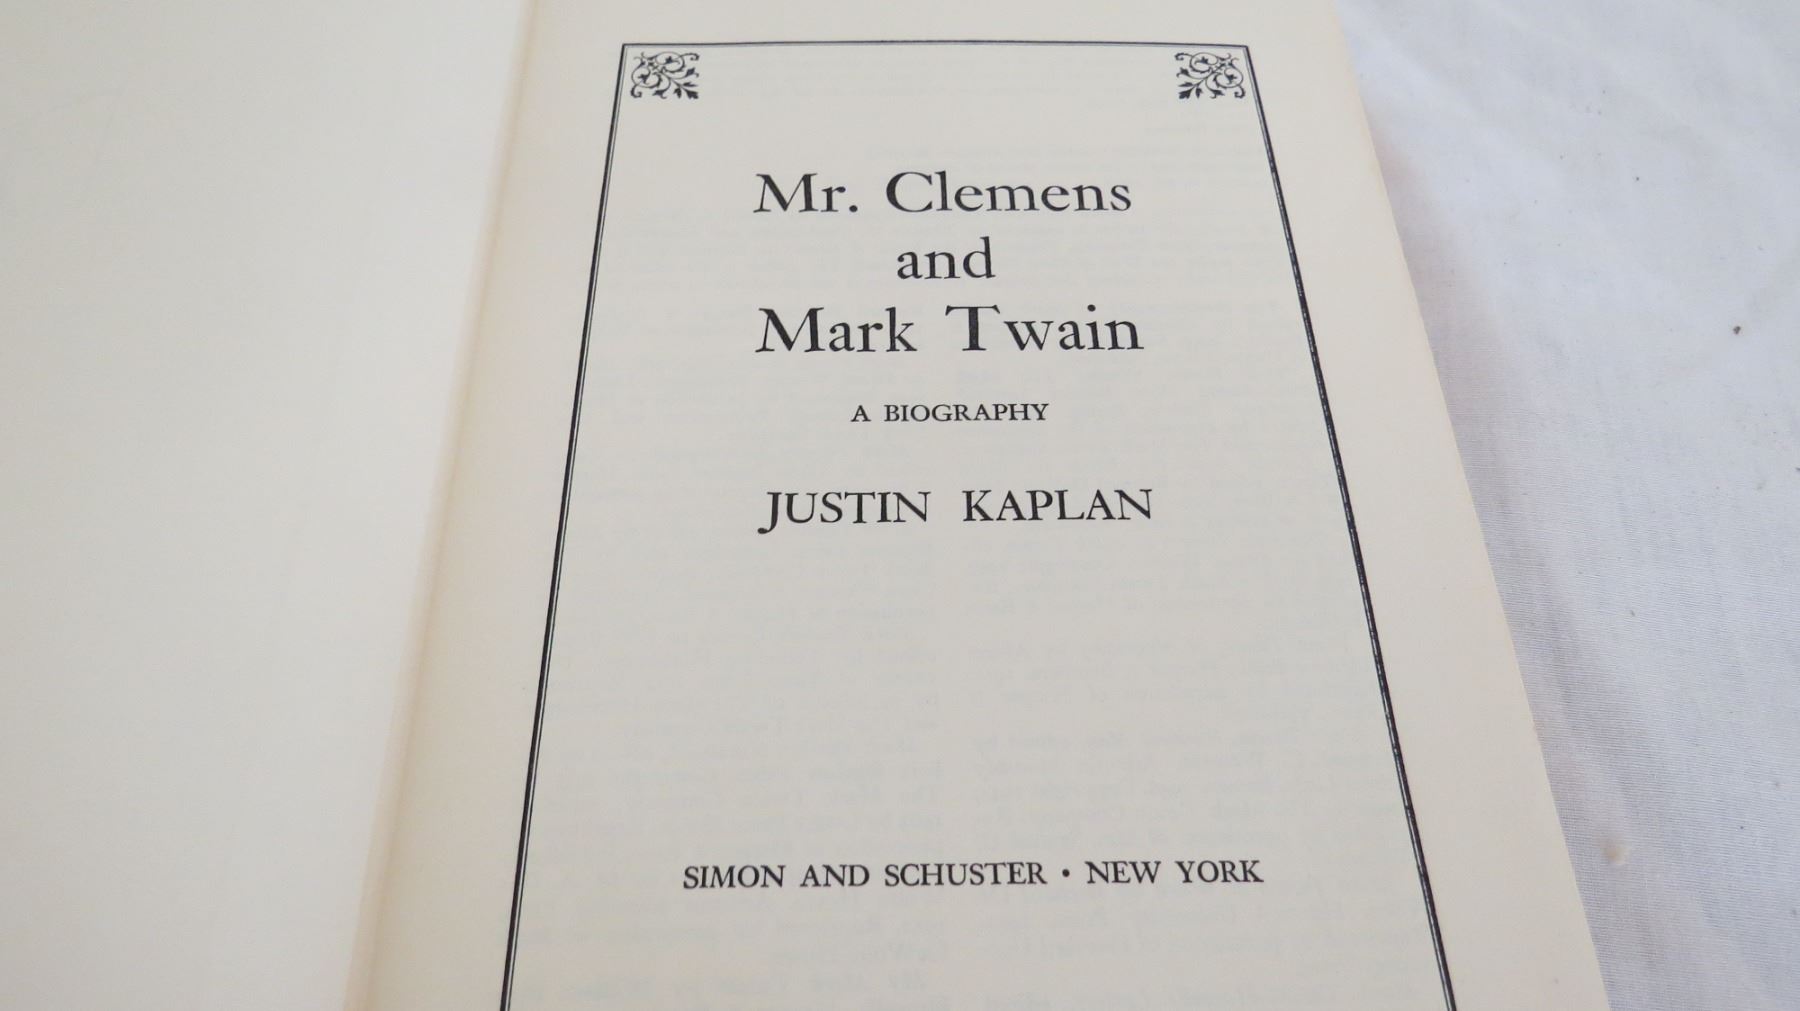 Mr. Clemens
and
Mark Twain
A BIOGRAPHY
JUSTIN KAPLAN
SIMON AND SCHUSTER • NEW YORK